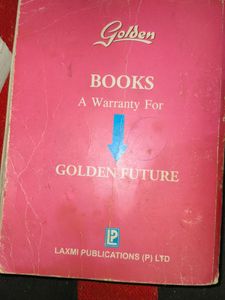 Golden
BOOKS
A Warranty For
GOLDEN FUTURE
LP
LAXMI PUBLICATIONS (P) LTD